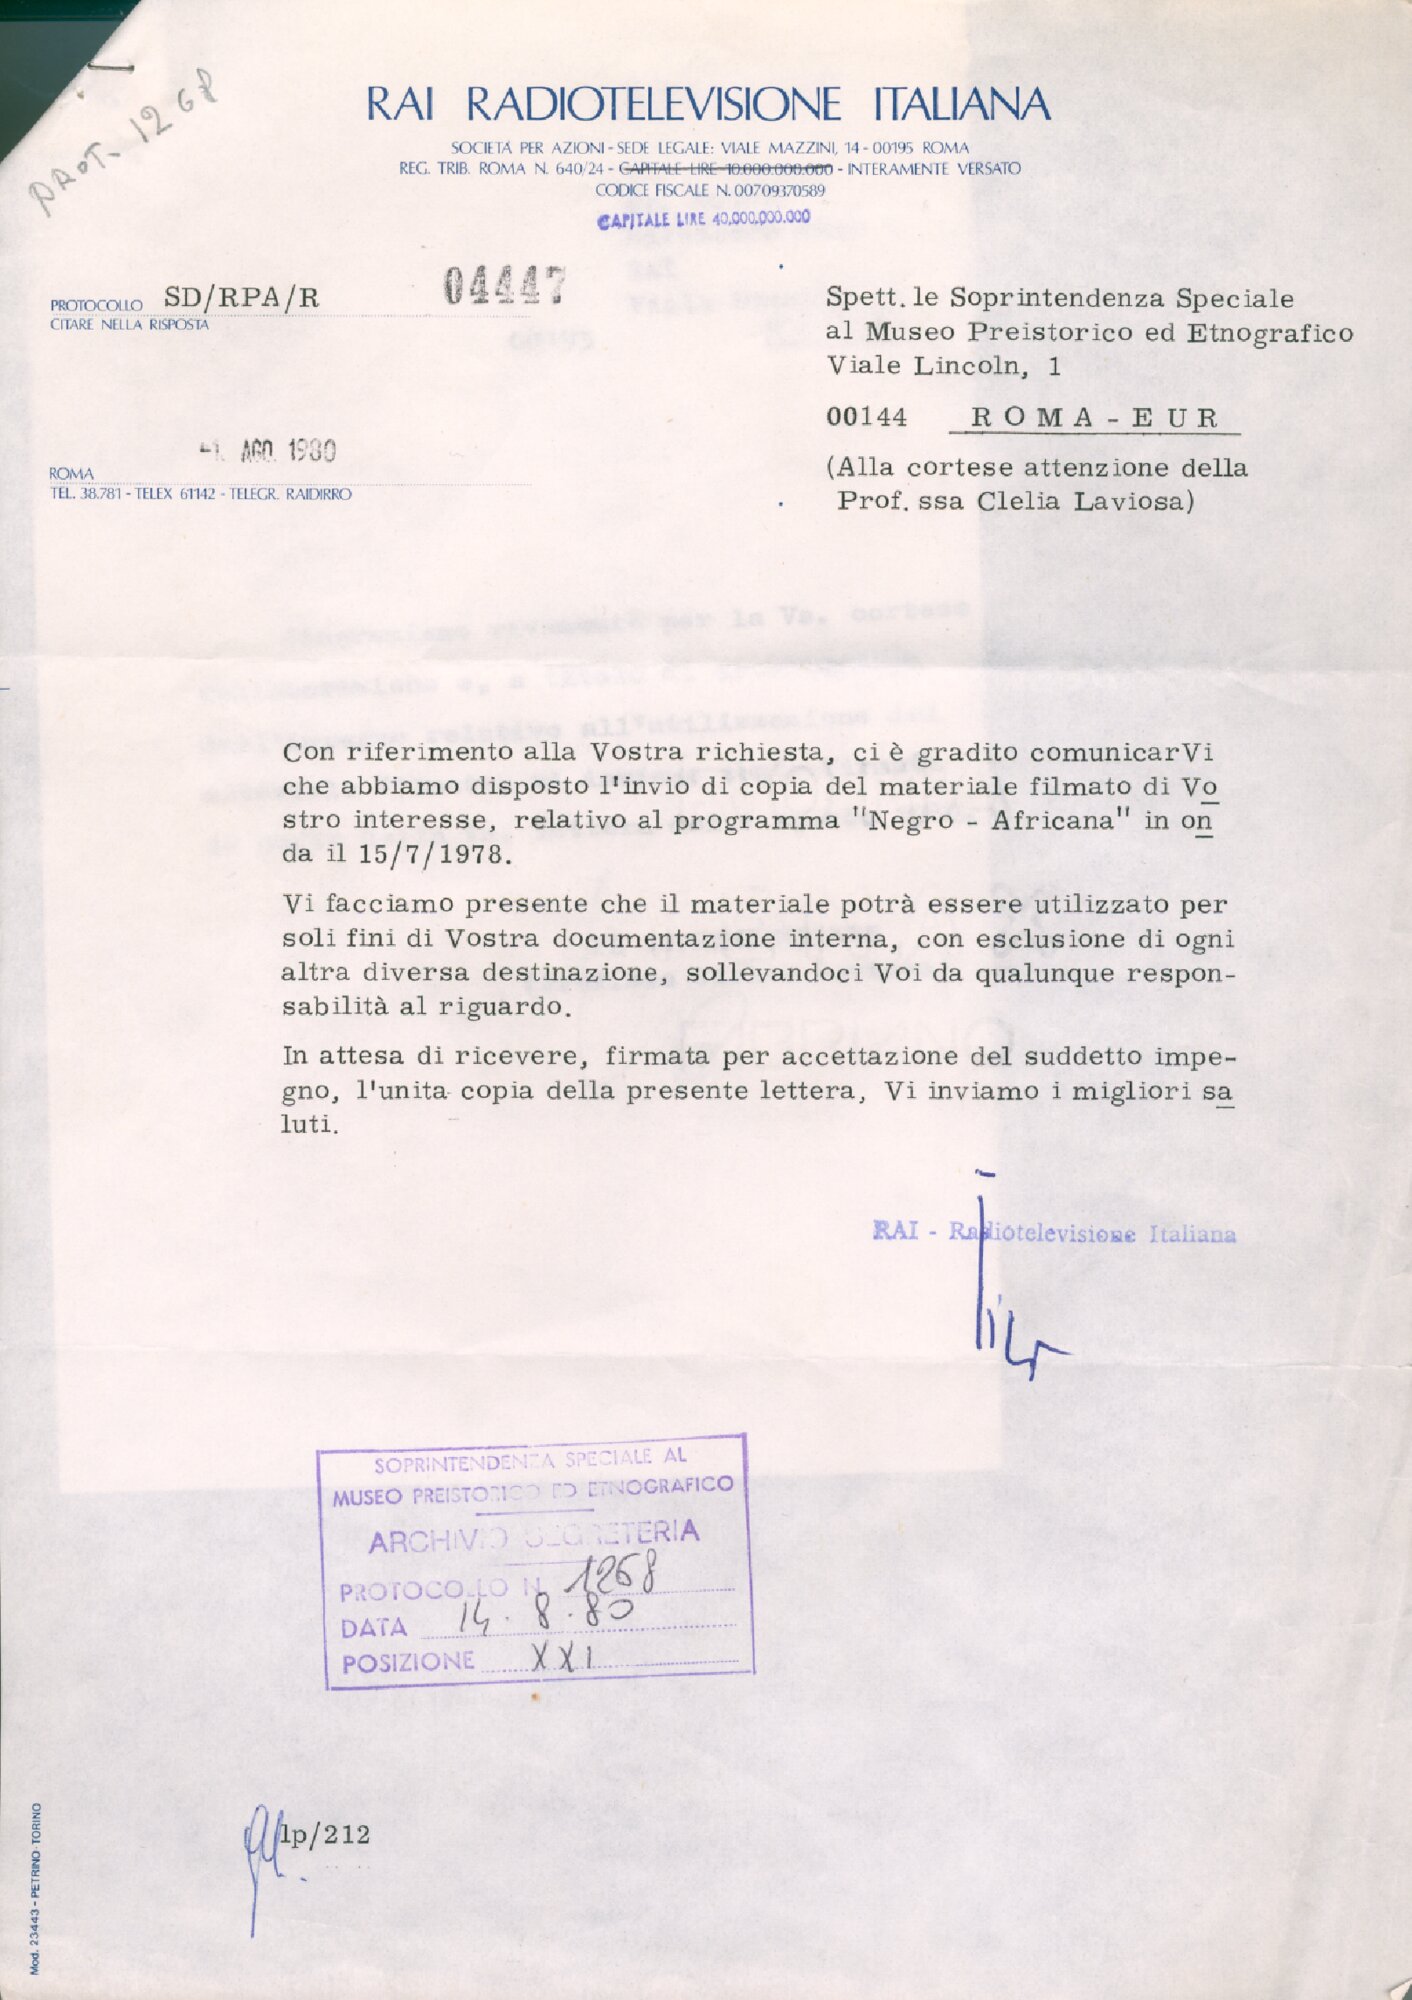 PROT. 1268
RAI RADIOTELEVISIONE ITALIANA
SOCIETÀ PER AZIONI - SEDE LEGALE: VIALE MAZZINI, 14 - 00195 ROMA
REG. TRIB. ROMA N. 640/24 - CAPITALE LIRE 10.000.000.000 - INTERAMENTE VERSATO
CODICE FISCALE N. 00709370589
CAPITALE LIRE 40.000.000.000
PROTOCOLLO SD/RPA/R 04447
CITARE NELLA RISPOSTA
Spett. le Soprintendenza Speciale
al Museo Preistorico ed Etnografico
Viale Lincoln, 1
00144 ROMA - EUR
(Alla cortese attenzione della
Prof. ssa Clelia Laviosa)
-1. AGO. 1980
ROMA
TEL. 38.781 - TELEX 61142 - TELEGR. RAIDIRRO
Con riferimento alla Vostra richiesta, ci è gradito comunicarVi
che abbiamo disposto l'invio di copia del materiale filmato di Vo
stro interesse, relativo al programma "Negro - Africana" in on
da il 15/7/1978.
Vi facciamo presente che il materiale potrà essere utilizzato per
soli fini di Vostra documentazione interna, con esclusione di ogni
altra diversa destinazione, sollevandoci Voi da qualunque respon-
sabilità al riguardo.
In attesa di ricevere, firmata per accettazione del suddetto impe-
gno, l'unita copia della presente lettera, Vi inviamo i migliori sa
luti.
RAI - Radiotelevisione Italiana
SOPRINTENDENZA SPECIALE AL
MUSEO PREISTORICO ED ETNOGRAFICO
ARCHIVIO SEGRETERIA
PROTOCOLLO N. 1268
DATA 14.8.80
POSIZIONE XXI
lp/212
Mod. 23443 - PETRINO-TORINO